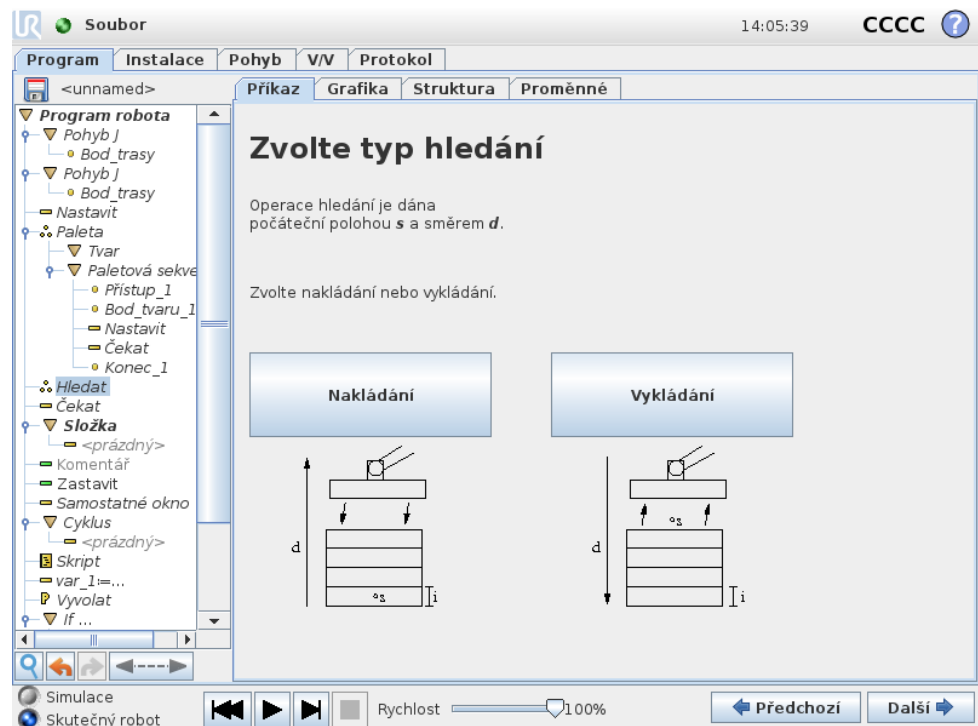 UR
Soubor
14:05:39
CCCC
?
Program
Instalace
Pohyb
V/V
Protokol
<unnamed>
Příkaz
Grafika
Struktura
Proměnné
Program robota
Pohyb J
Bod_trasy
Pohyb J
Bod_trasy
Nastavit
Paleta
Tvar
Paletová sekve
Přístup_1
Bod_tvaru_1
Nastavit
Čekat
Konec_1
Hledat
Čekat
Složka
<prázdný>
Komentář
Zastavit
Samostatné okno
Cyklus
<prázdný>
Skript
var_1≔...
P Vyvolat
If ...
Zvolte typ hledání
Operace hledání je dána
počáteční polohou s a směrem d.
Zvolte nakládání nebo vykládání.
Nakládání
Vykládání
d
s
i
d
s
i
Simulace
Skutečný robot
Rychlost
100%
Předchozí
Další